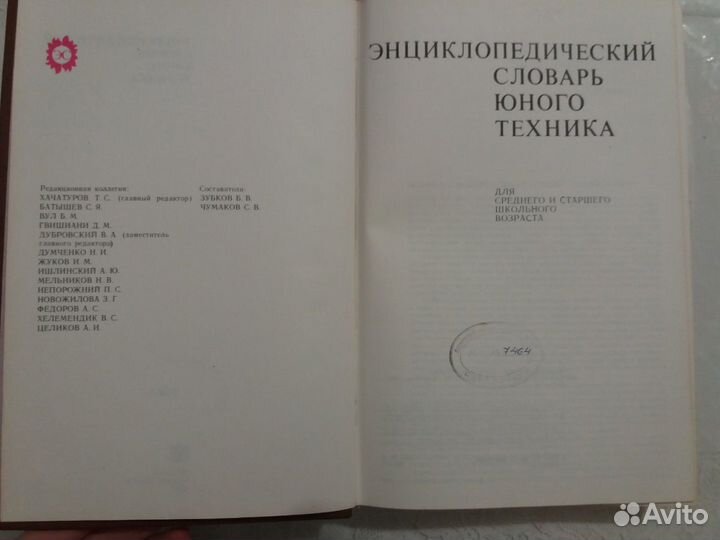 Редакционная коллегия:
ХАЧАТУРОВ Т. С. (главный редактор)
БАТЫШЕВ С. Я.
ВУЛ Б. М.
ГВИШИАНИ Д. М.
ДУБРОВСКИЙ В. А. (заместитель
главного редактора)
ДУМЧЕНКО Н. И.
ЖУКОВ И. М.
ИШЛИНСКИЙ А. Ю.
МЕЛЬНИКОВ Н. В.
НЕПОРОЖНИЙ П. С.
НОВОЖИЛОВА З. Г
ФЕДОРОВ А. С.
ХЕЛЕМЕНДИК В. С.
ЦЕЛИКОВ А. И.
Составители:
ЗУБКОВ Б. В.
ЧУМАКОВ С. В.
ЭНЦИКЛОПЕДИЧЕСКИЙ
СЛОВАРЬ
ЮНОГО
ТЕХНИКА
ДЛЯ
СРЕДНЕГО И СТАРШЕГО
ШКОЛЬНОГО
ВОЗРАСТА
7464
Avito